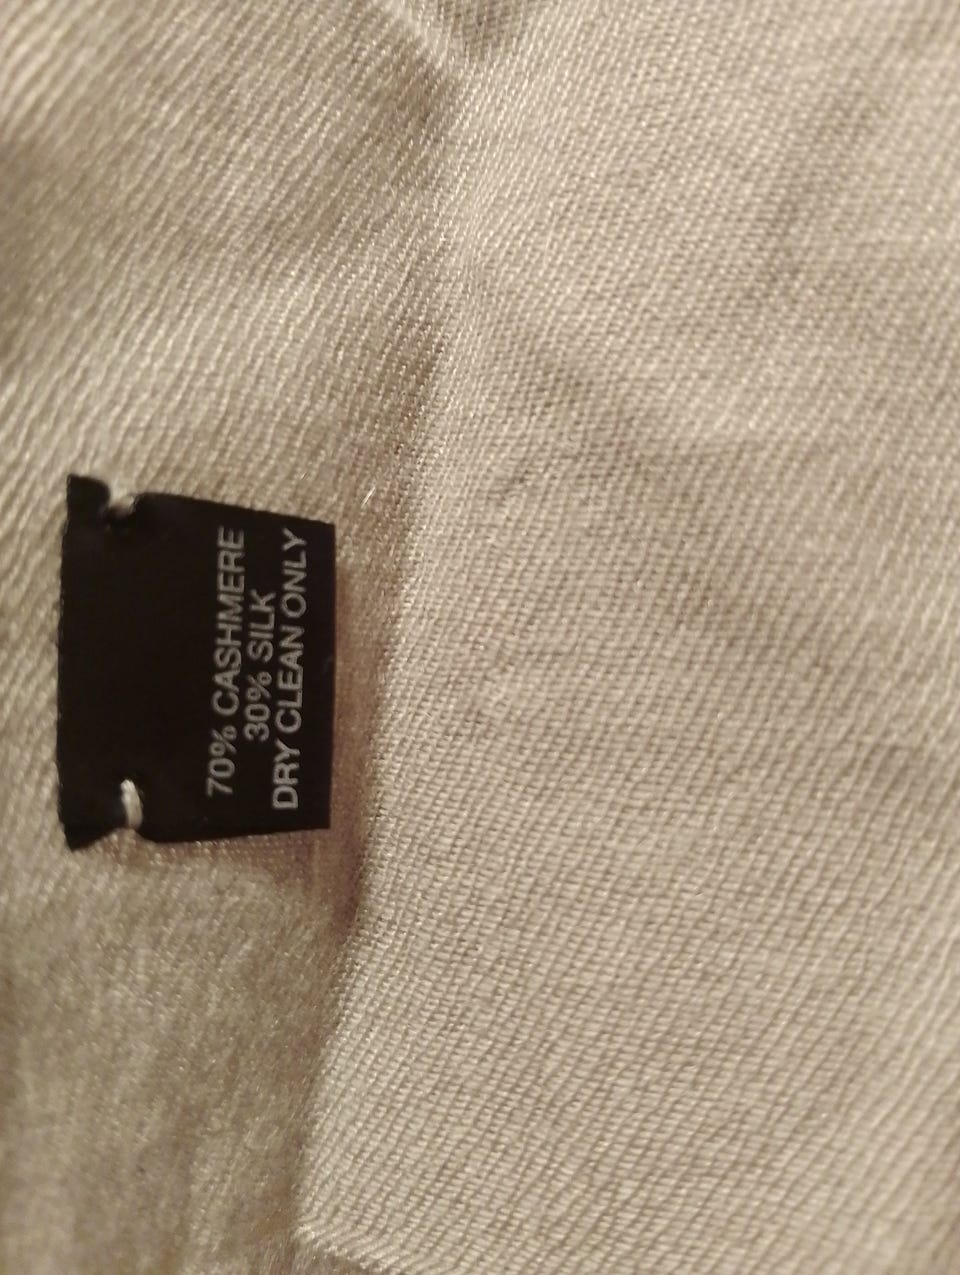 70% CASHMERE
30% SILK
DRY CLEAN ONLY